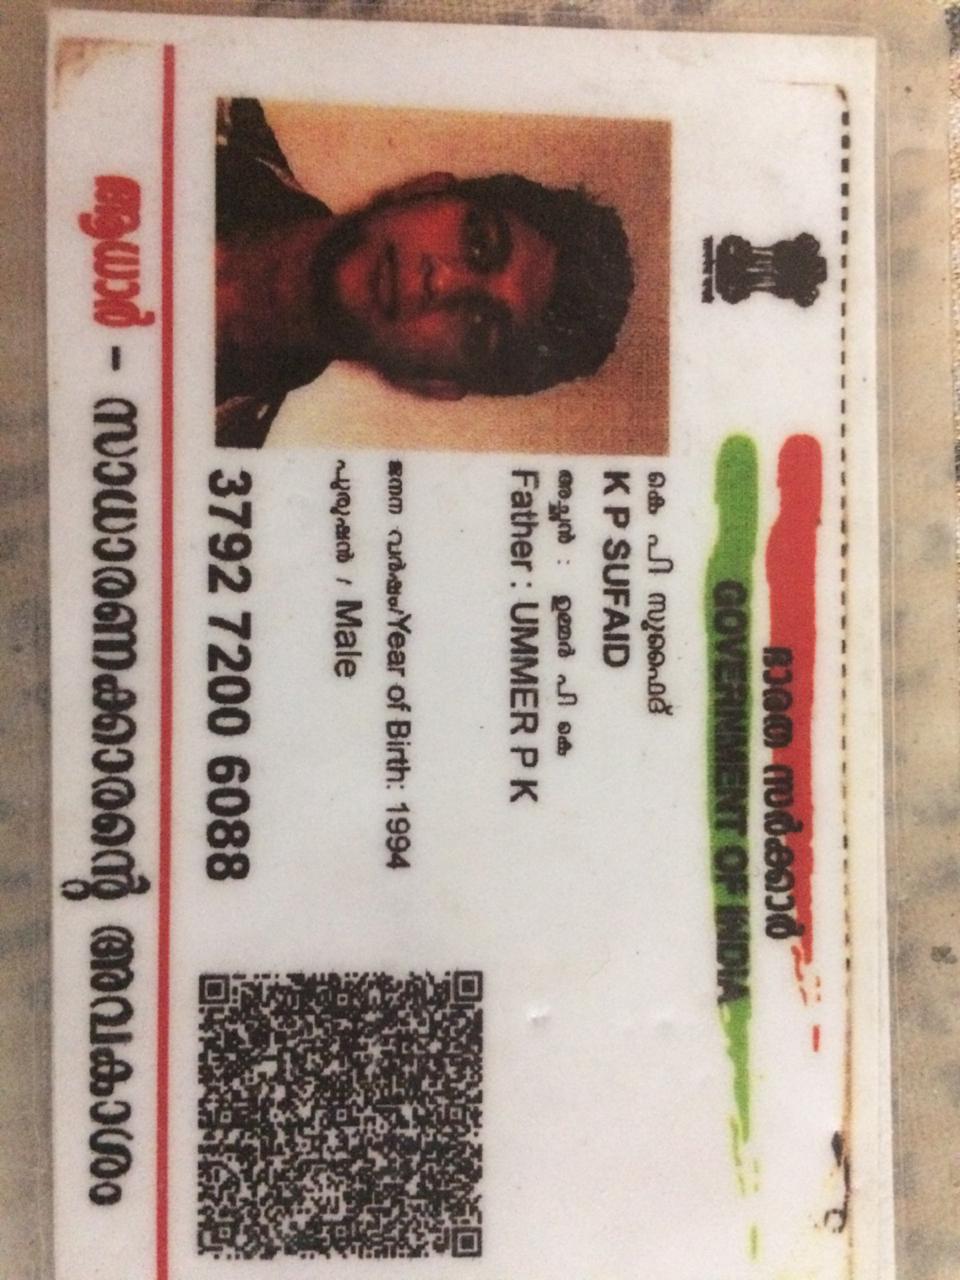 ഭാരത സർക്കാർ
GOVERNMENT OF INDIA
കെ പി സുഫൈദ്
K P SUFAID
അച്ഛൻ : ഉമ്മർ പി കെ
Father : UMMER P K
ജനന വർഷം/Year of Birth: 1994
പുരുഷൻ / Male
3792 7200 6088
ആധാർ - സാധാരണക്കാരന്റെ അവകാശം